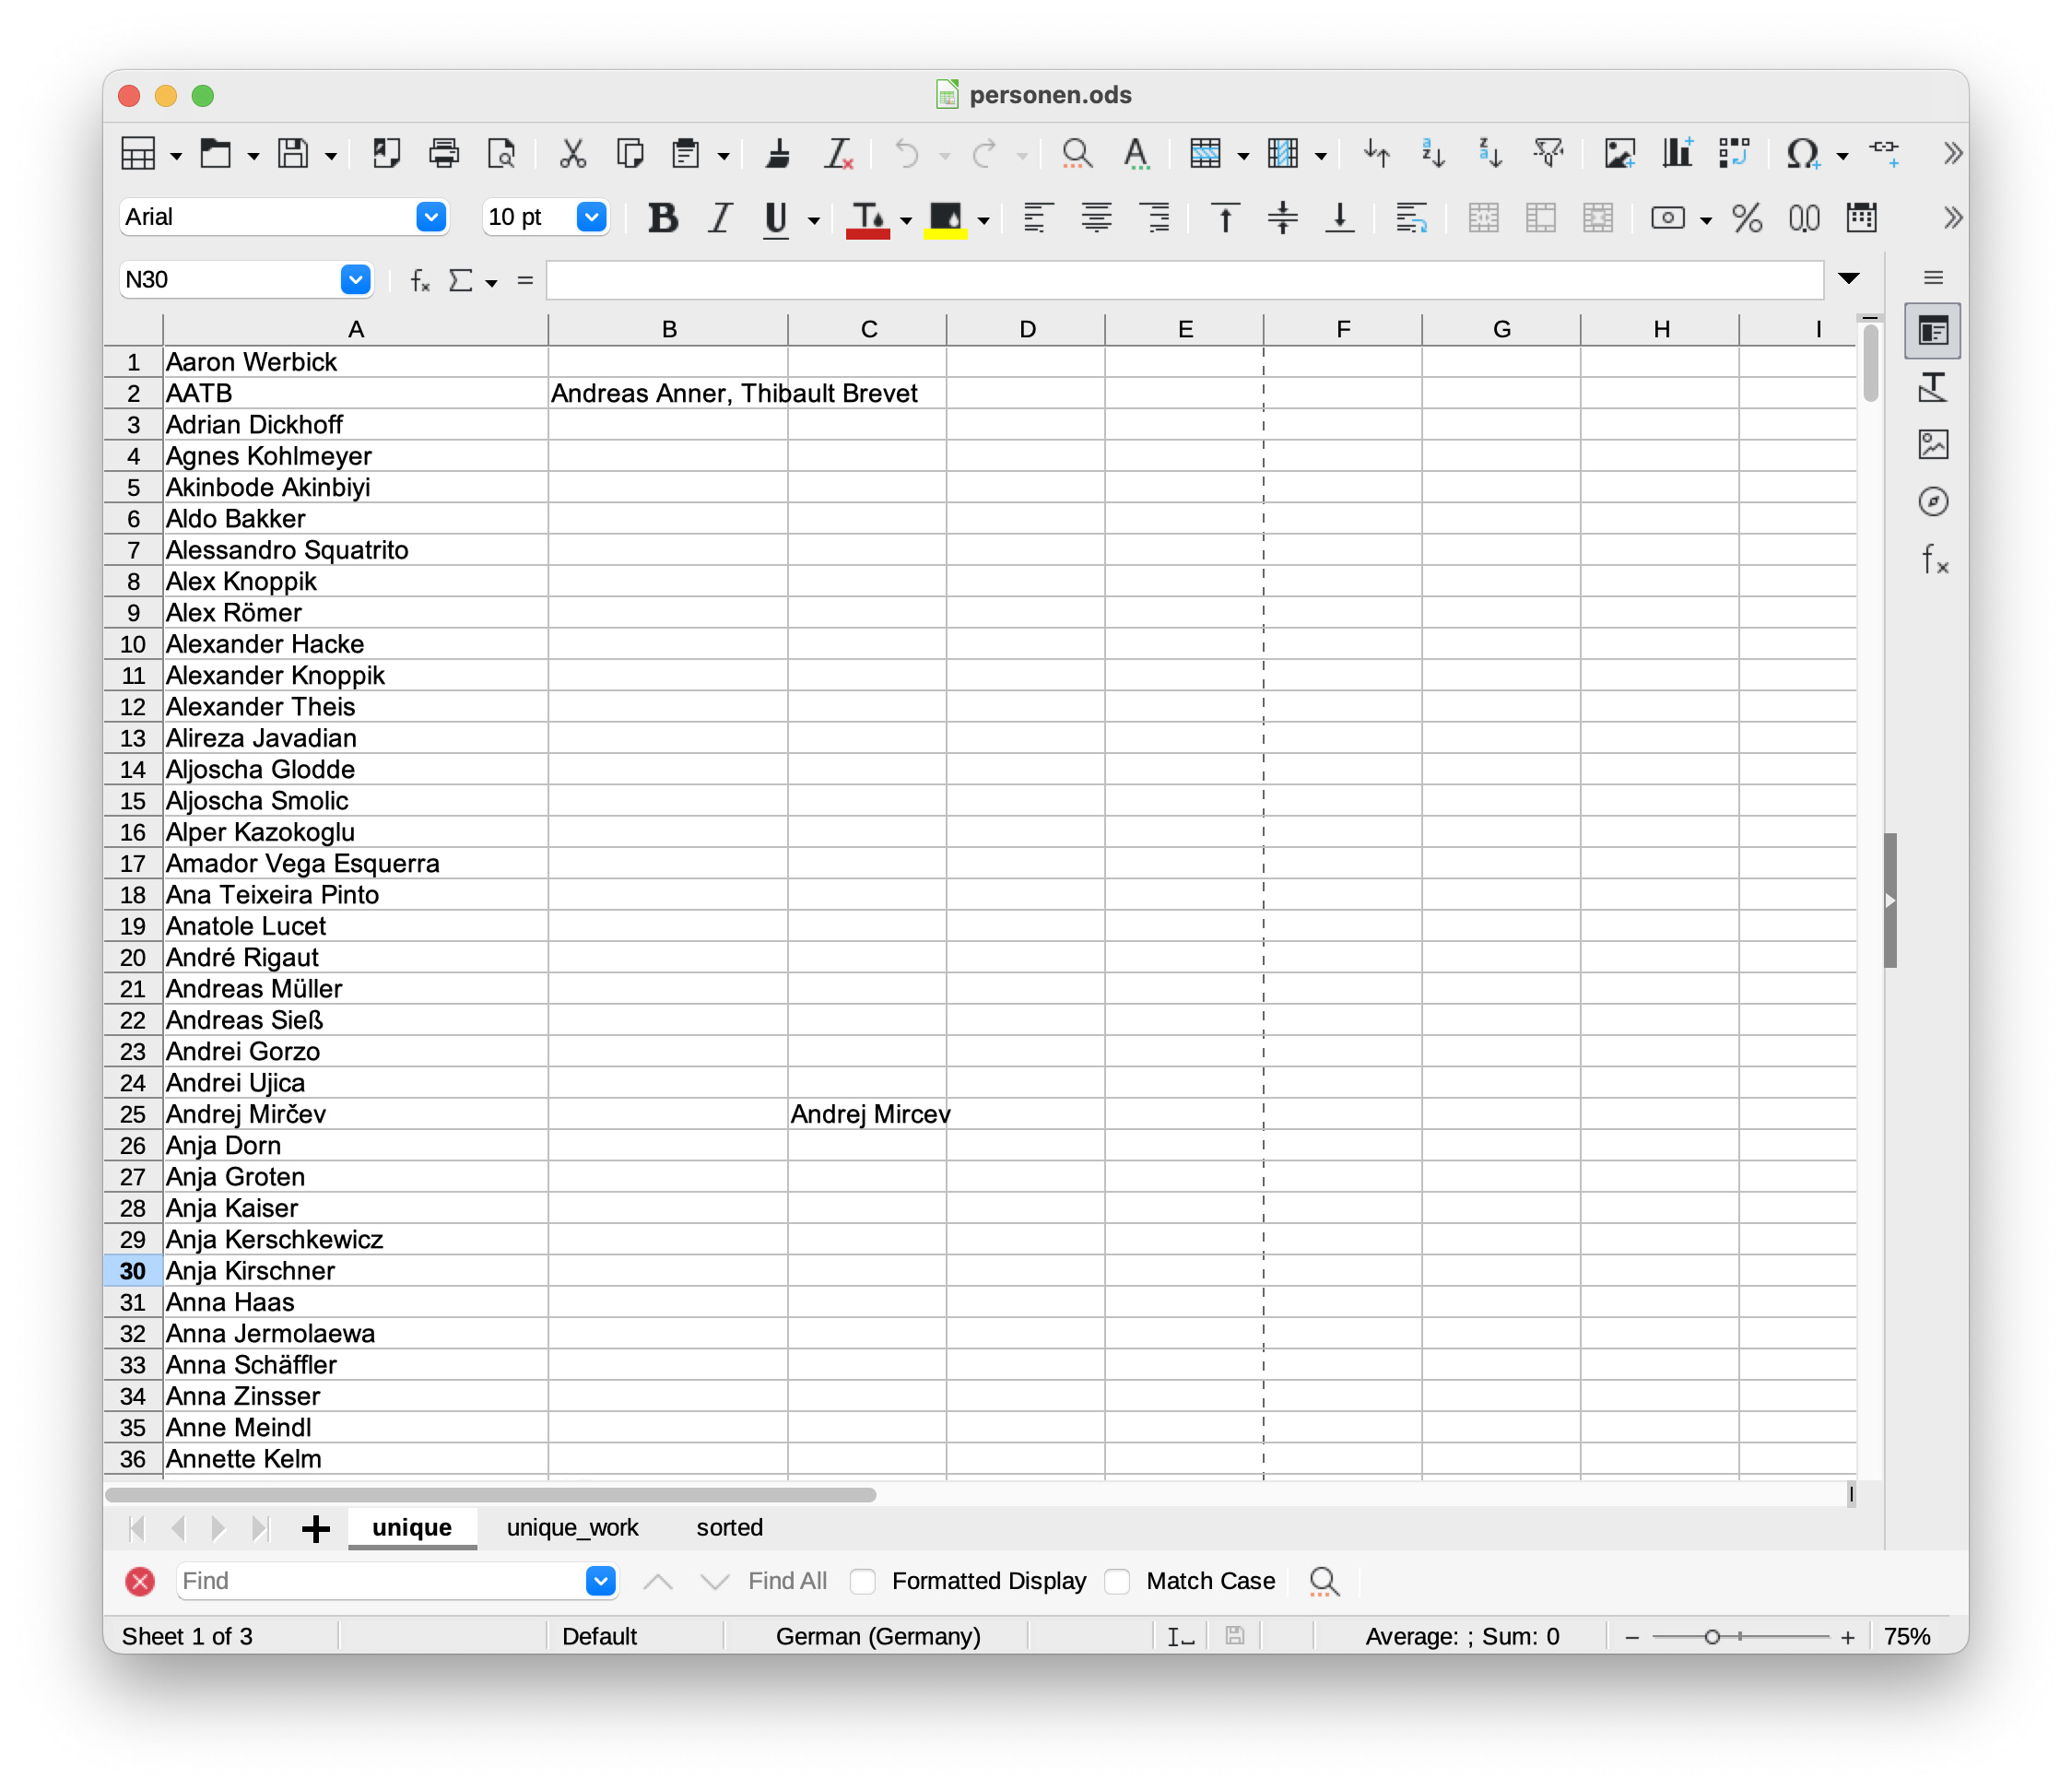 personen.ods
Arial 10 pt
N30
A B C D E F G H I
1 Aaron Werbick
2 AATB Andreas Anner, Thibault Brevet
3 Adrian Dickhoff
4 Agnes Kohlmeyer
5 Akinbode Akinbiyi
6 Aldo Bakker
7 Alessandro Squatrito
8 Alex Knoppik
9 Alex Römer
10 Alexander Hacke
11 Alexander Knoppik
12 Alexander Theis
13 Alireza Javadian
14 Aljoscha Glodde
15 Aljoscha Smolic
16 Alper Kazokoglu
17 Amador Vega Esquerra
18 Ana Teixeira Pinto
19 Anatole Lucet
20 André Rigaut
21 Andreas Müller
22 Andreas Sieß
23 Andrei Gorzo
24 Andrei Ujica
25 Andrej Mirčev Andrej Mircev
26 Anja Dorn
27 Anja Groten
28 Anja Kaiser
29 Anja Kerschkewicz
30 Anja Kirschner
31 Anna Haas
32 Anna Jermolaewa
33 Anna Schäffler
34 Anna Zinsser
35 Anne Meindl
36 Annette Kelm
unique unique_work sorted
Find Find All Formatted Display Match Case
Sheet 1 of 3 Default German (Germany) Average: ; Sum: 0 75%